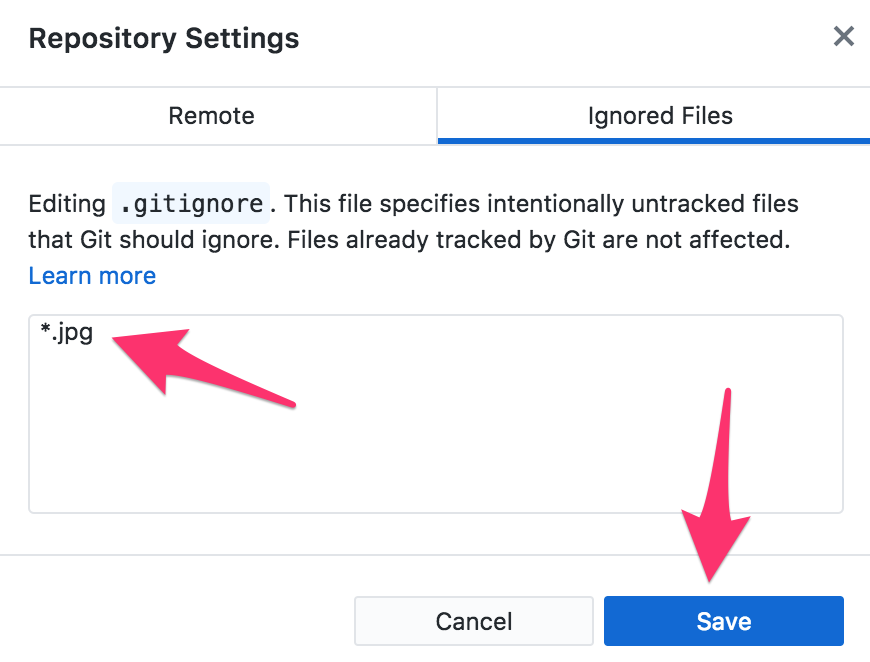 Repository Settings
Remote
Ignored Files
Editing .gitignore. This file specifies intentionally untracked files
that Git should ignore. Files already tracked by Git are not affected.
Learn more
*.jpg
Cancel
Save